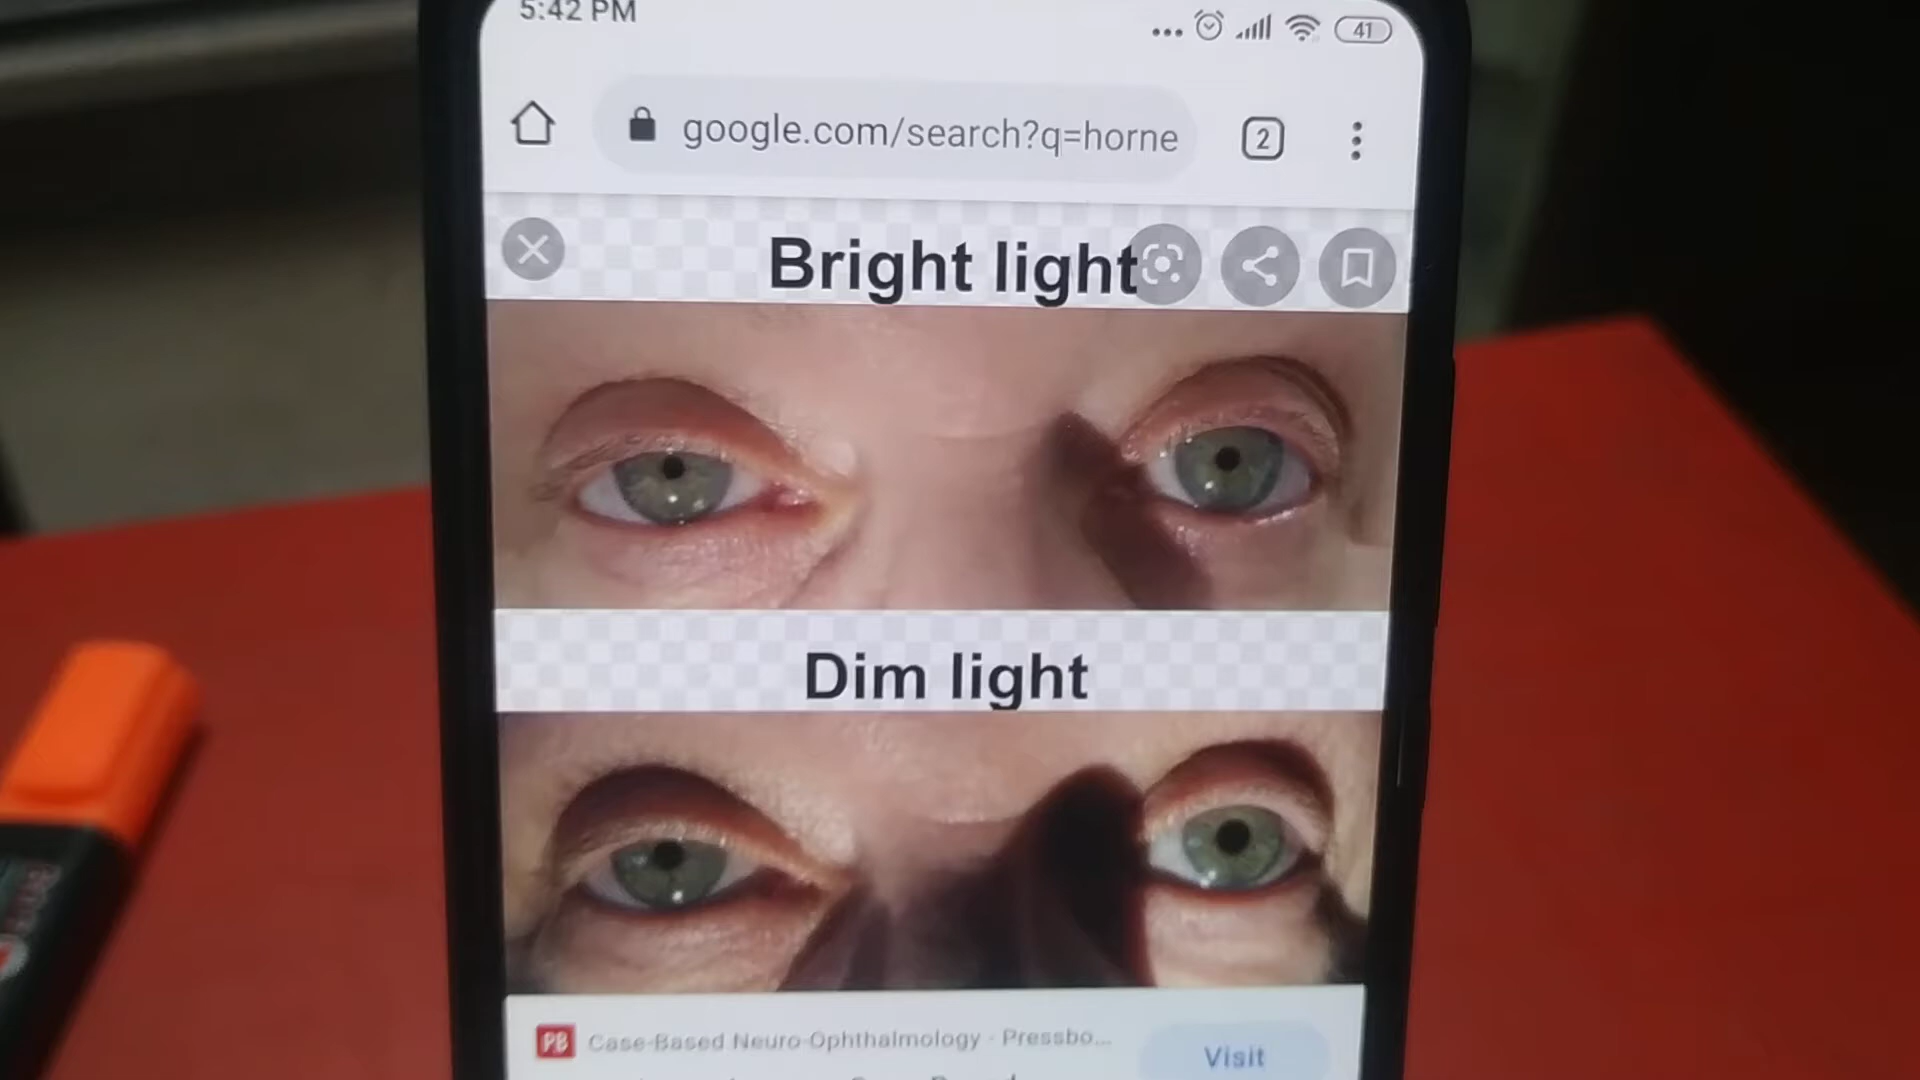 5:42 PM
41
google.com/search?q=horne
2
Bright light
Dim light
PB
Case-Based Neuro-Ophthalmology - Pressbo...
Visit